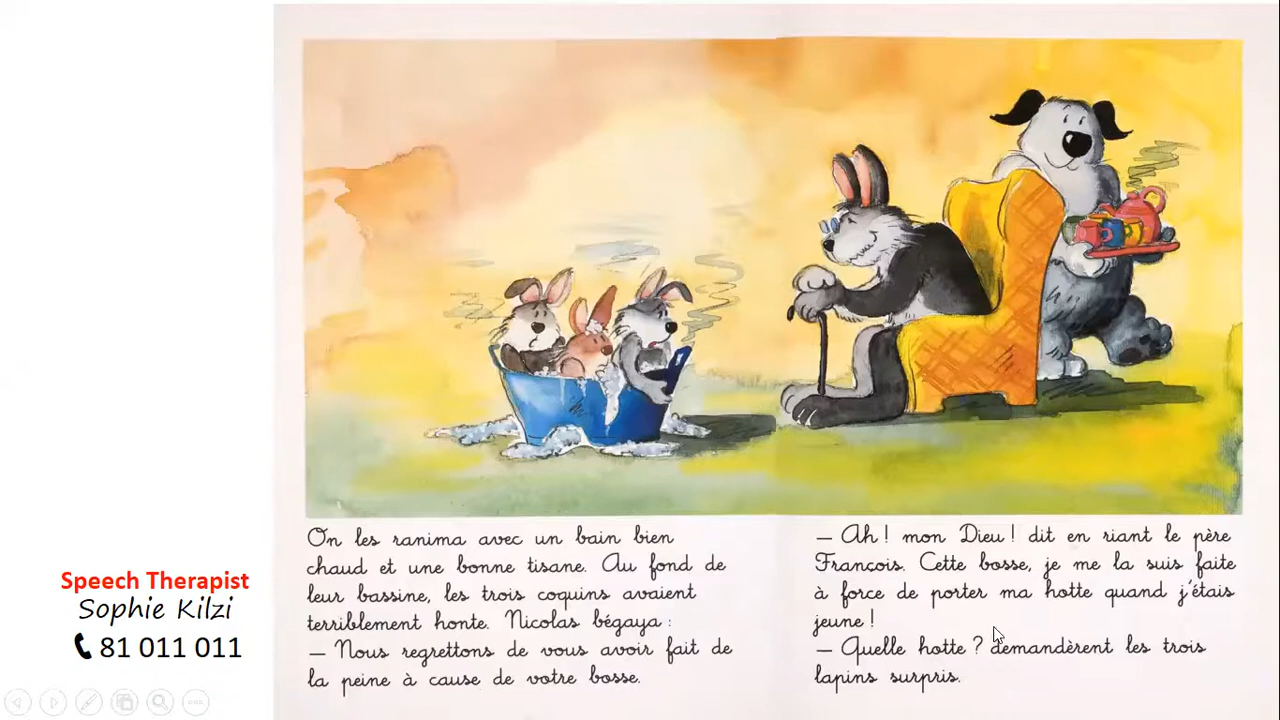 Speech Therapist
Sophie Kilzi
81 011 011
On les ranima avec un bain bien
chaud et une bonne tisane. Au fond de
leur bassine, les trois coquins avaient
terriblement honte. Nicolas bégaya :
— Nous regrettons de vous avoir fait de
la peine à cause de votre bosse.
— Ah ! mon Dieu ! dit en riant le père
François. Cette bosse, je me la suis faite
à force de porter ma hotte quand j'étais
jeune !
— Quelle hotte ? demandèrent les trois
lapins surpris.